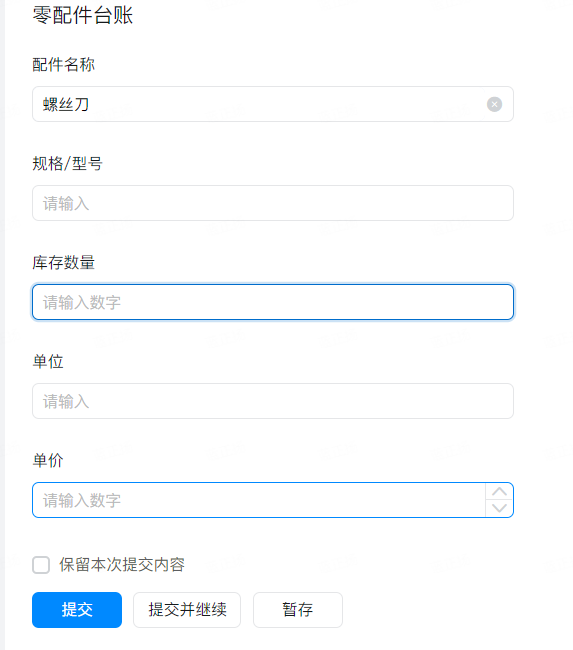 零配件台账
配件名称
螺丝刀
规格/型号
请输入
库存数量
请输入数字
单位
请输入
单价
请输入数字
保留本次提交内容
提交 提交并继续 暂存